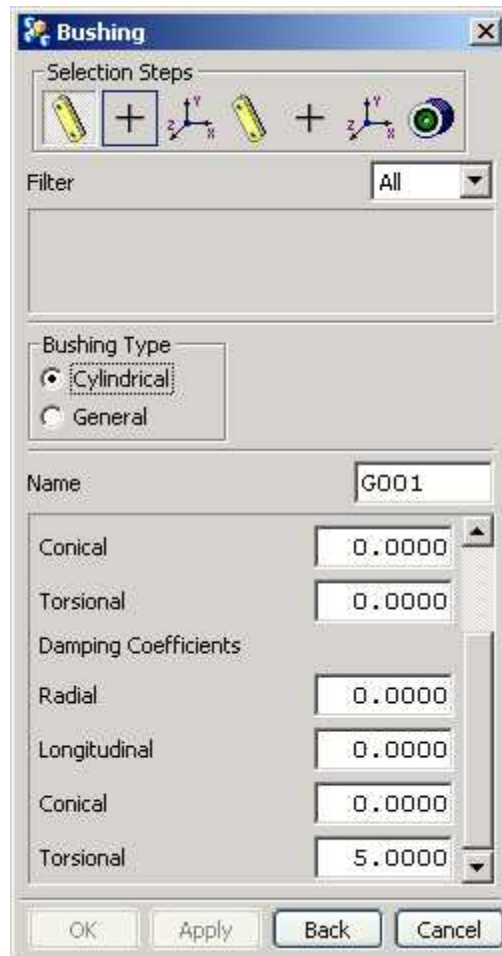 Bushing
Selection Steps
Y
Z
X
Y
Z
X
Filter All
Bushing Type
Cylindrical
General
Name G001
Conical 0.0000
Torsional 0.0000
Damping Coefficients
Radial 0.0000
Longitudinal 0.0000
Conical 0.0000
Torsional 5.0000
OK Apply Back Cancel